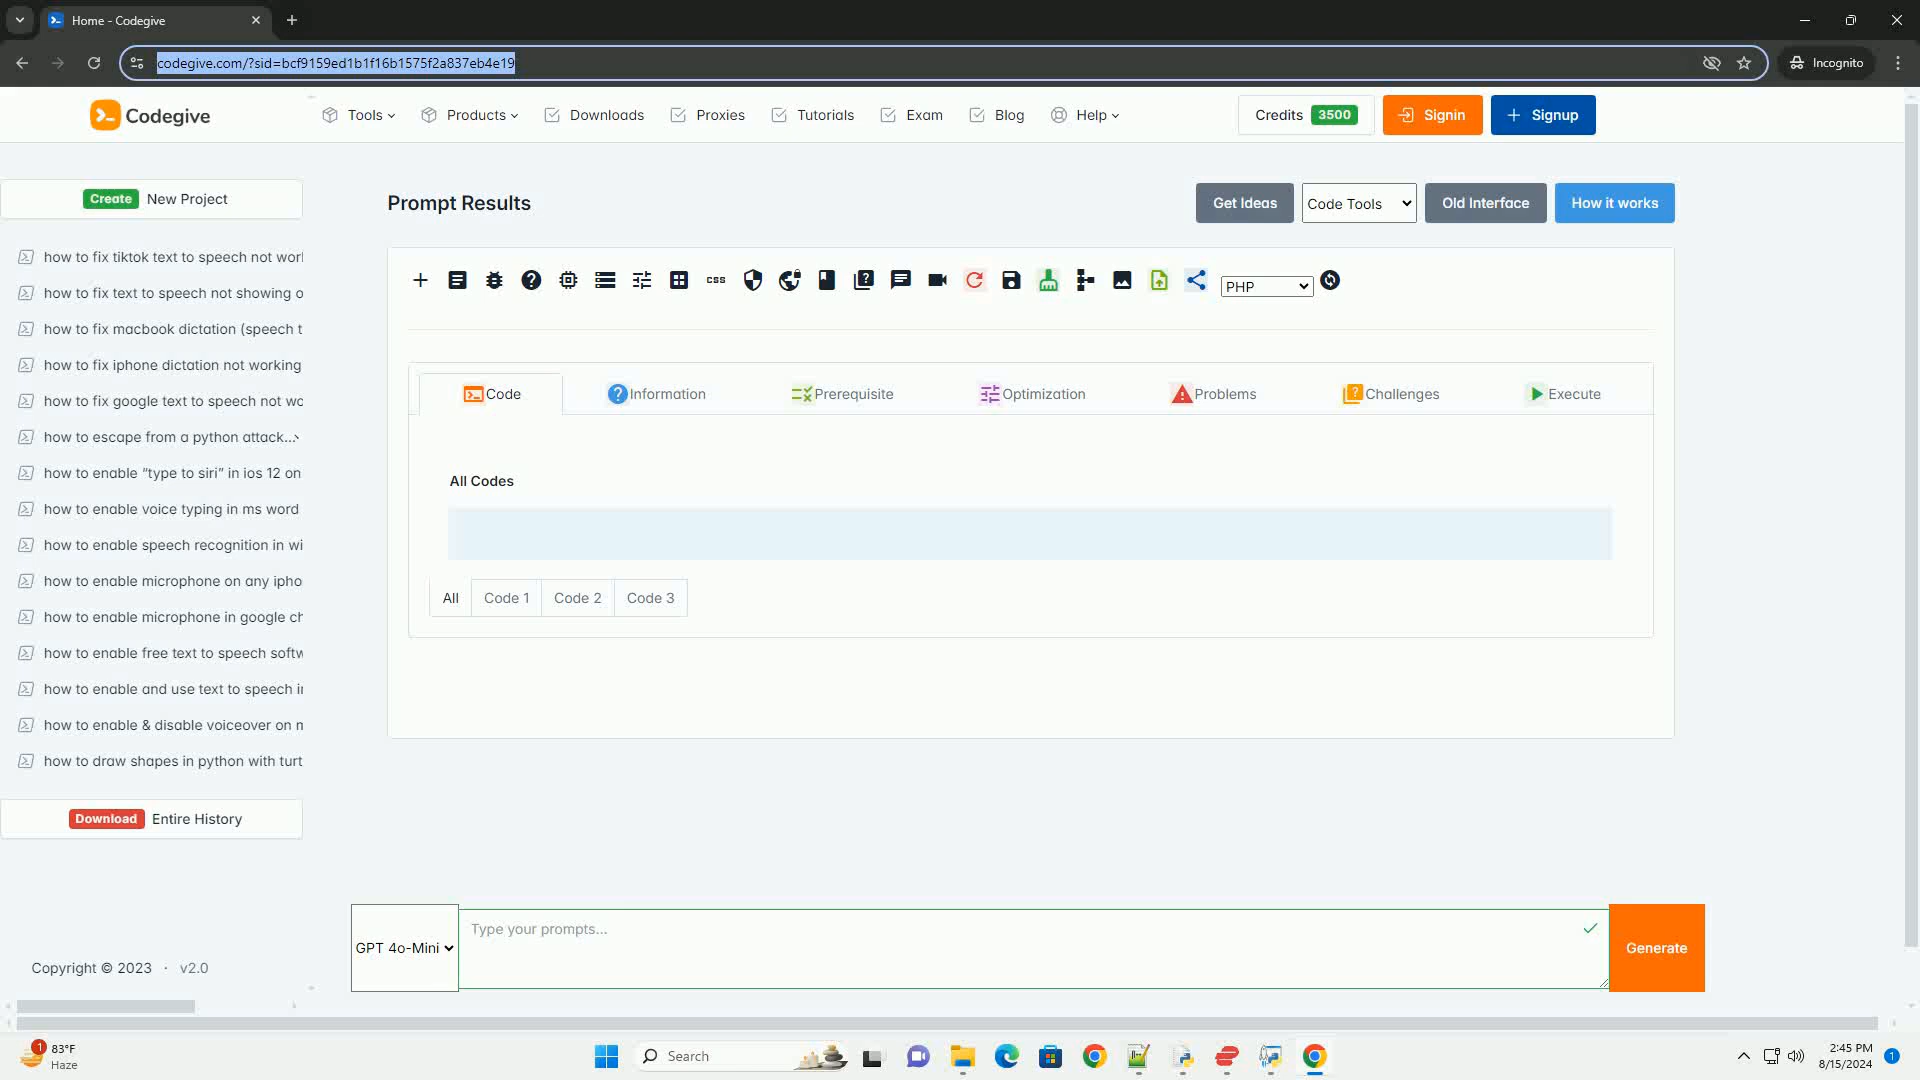 Home - Codegive
codegive.com/?sid=bcf9159ed1b1f16b1575f2a837eb4e19
Incognito
Codegive
Tools
Products
Downloads
Proxies
Tutorials
Exam
Blog
Help
Credits 3500
Signin
Signup
Create New Project
how to fix tiktok text to speech not wor
how to fix text to speech not showing o
how to fix macbook dictation (speech t
how to fix iphone dictation not working
how to fix google text to speech not wo
how to escape from a python attack...
how to enable “type to siri” in ios 12 on
how to enable voice typing in ms word
how to enable speech recognition in wi
how to enable microphone on any ipho
how to enable microphone in google ch
how to enable free text to speech softw
how to enable and use text to speech i
how to enable & disable voiceover on
how to draw shapes in python with turt
Download Entire History
Copyright © 2023 · v2.0
Prompt Results
Get Ideas
Code Tools
Old Interface
How it works
css
PHP
Code
Information
Prerequisite
Optimization
Problems
Challenges
Execute
All Codes
All
Code 1
Code 2
Code 3
GPT 4o-Mini
Type your prompts...
Generate
1
83°F
Haze
Search
2:45 PM
8/15/2024
1